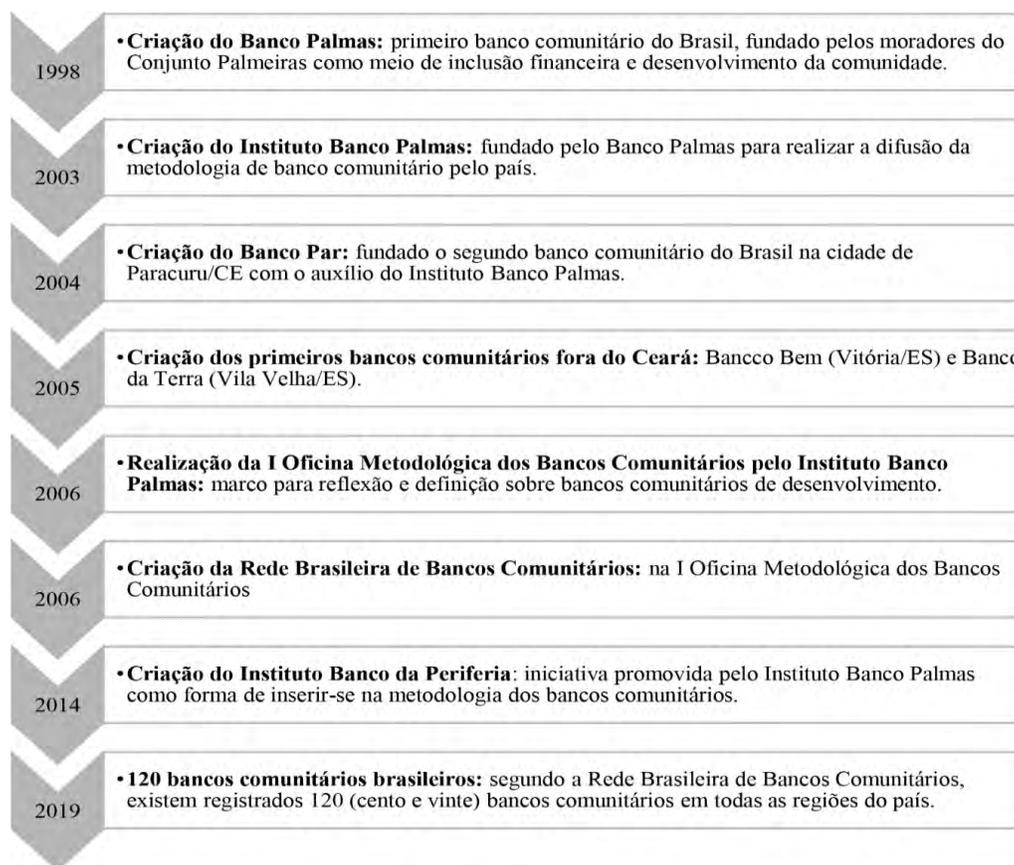 1998
•Criação do Banco Palmas: primeiro banco comunitário do Brasil, fundado pelos moradores do
Conjunto Palmeiras como meio de inclusão financeira e desenvolvimento da comunidade.
2003
•Criação do Instituto Banco Palmas: fundado pelo Banco Palmas para realizar a difusão da
metodologia de banco comunitário pelo país.
2004
•Criação do Banco Par: fundado o segundo banco comunitário do Brasil na cidade de
Paracuru/CE com o auxílio do Instituto Banco Palmas.
2005
•Criação dos primeiros bancos comunitários fora do Ceará: Bancco Bem (Vitória/ES) e Banco
da Terra (Vila Velha/ES).
2006
•Realização da I Oficina Metodológica dos Bancos Comunitários pelo Instituto Banco
Palmas: marco para reflexão e definição sobre bancos comunitários de desenvolvimento.
2006
•Criação da Rede Brasileira de Bancos Comunitários: na I Oficina Metodológica dos Bancos
Comunitários
2014
•Criação do Instituto Banco da Periferia: iniciativa promovida pelo Instituto Banco Palmas
como forma de inserir-se na metodologia dos bancos comunitários.
2019
•120 bancos comunitários brasileiros: segundo a Rede Brasileira de Bancos Comunitários,
existem registrados 120 (cento e vinte) bancos comunitários em todas as regiões do país.